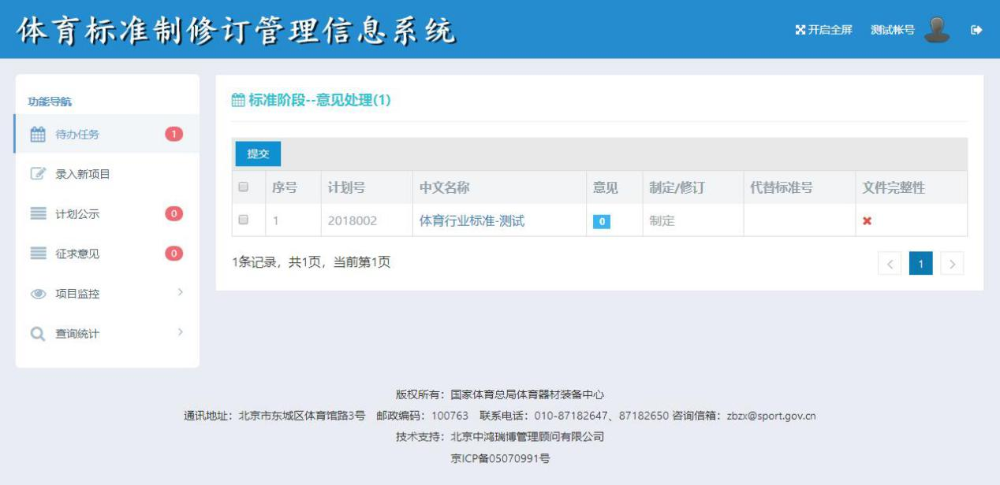 体育标准制修订管理信息系统
开启全屏 测试帐号
功能导航
待办任务 1
录入新项目
计划公示 0
征求意见 0
项目监控
查询统计
标准阶段--意见处理(1)
提交
序号 计划号 中文名称 意见 制定/修订 代替标准号 文件完整性
1 2018002 体育行业标准-测试 0 制定
1条记录，共1页，当前第1页
1
版权所有：国家体育总局体育器材装备中心
通讯地址：北京市东城区体育馆路3号 邮政编码：100763 联系电话：010-87182647、87182650 咨询信箱：zbzx@sport.gov.cn
技术支持：北京中鸿瑞博管理顾问有限公司
京ICP备05070991号